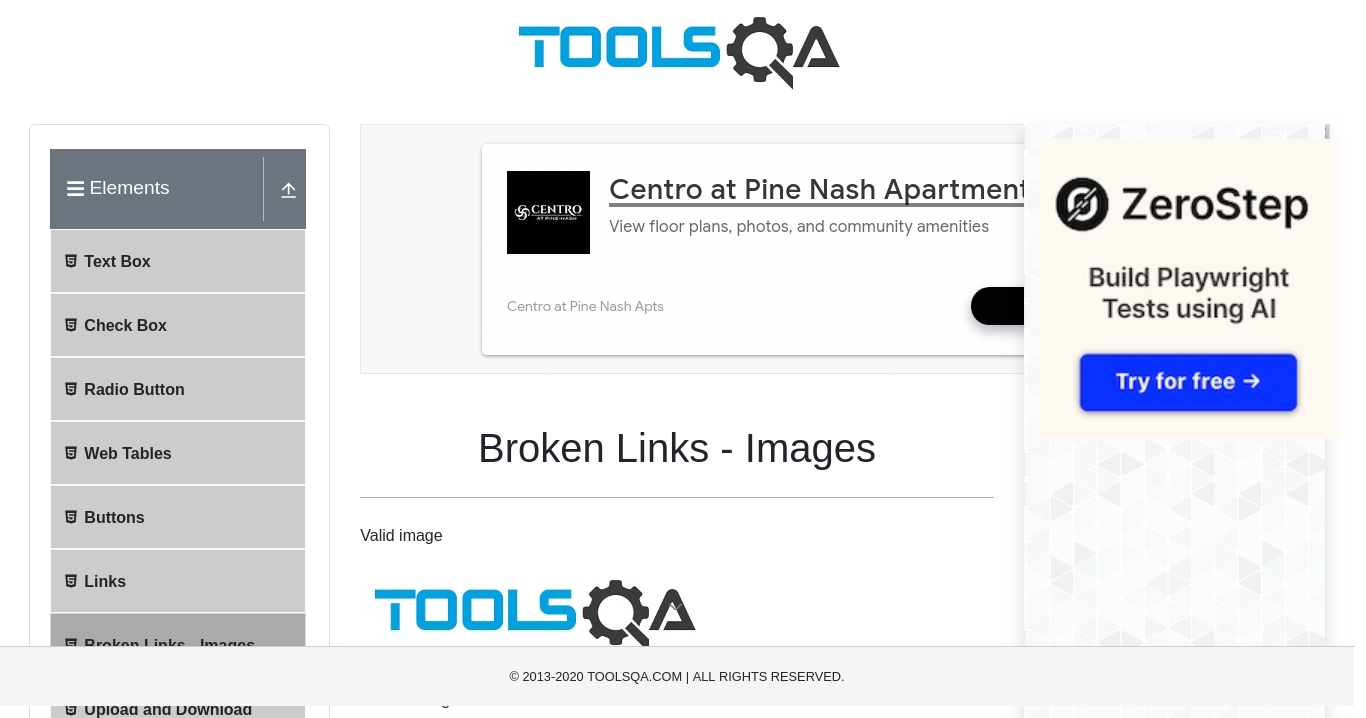 TOOLSQA
Elements
Text Box
Check Box
Radio Button
Web Tables
Buttons
Links
Broken Links - Images
Upload and Download
CENTRO
AT PINE-NASH
Centro at Pine Nash Apartment
View floor plans, photos, and community amenities
Centro at Pine Nash Apts
ZeroStep
Build Playwright
Tests using AI
Try for free →
Broken Links - Images
Valid image
TOOLSQA
© 2013-2020 TOOLSQA.COM | ALL RIGHTS RESERVED.